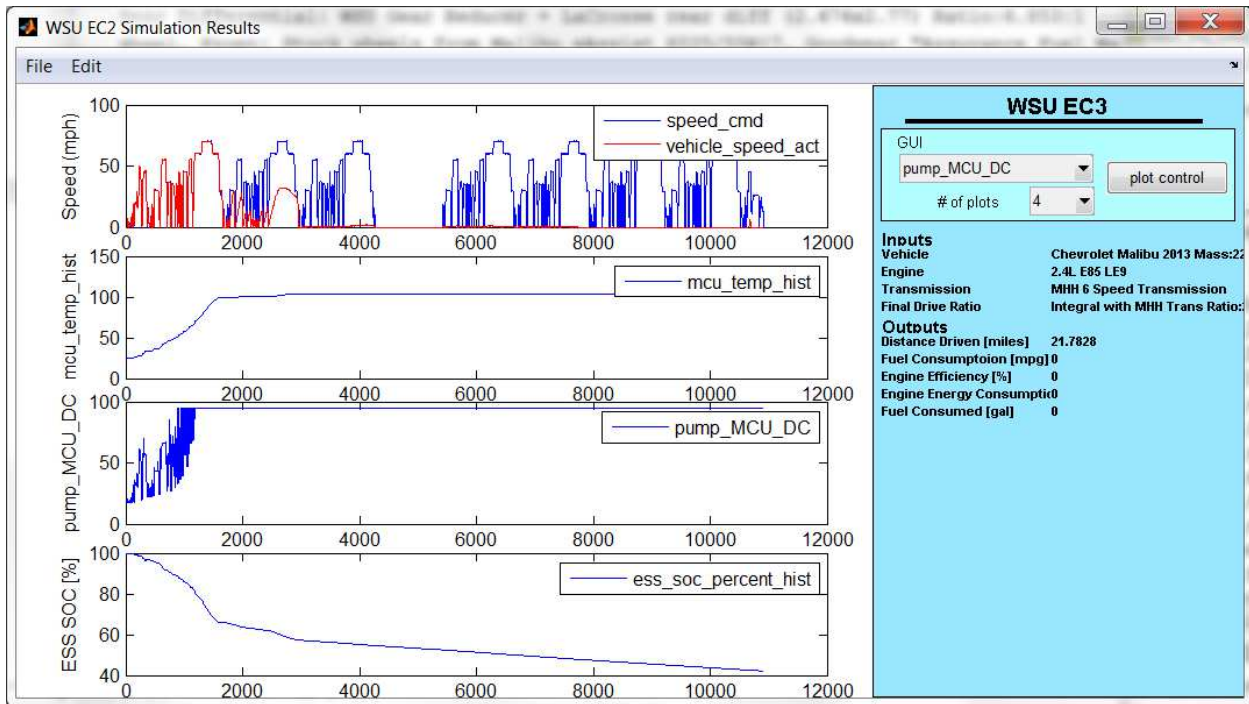 WSU EC2 Simulation Results
File Edit
100
50
0
Speed (mph)
speed_cmd
vehicle_speed_act
0 2000 4000 6000 8000 10000 12000
150
100
50
0
mcu_temp_hist
mcu_temp_hist
0 2000 4000 6000 8000 10000 12000
100
50
0
pump_MCU_DC
pump_MCU_DC
0 2000 4000 6000 8000 10000 12000
100
80
60
40
ESS SOC [%]
ess_soc_percent_hist
0 2000 4000 6000 8000 10000 12000
WSU EC3
GUI
pump_MCU_DC
plot control
# of plots 4
Inputs
Vehicle Chevrolet Malibu 2013 Mass:22
Engine 2.4L E85 LE9
Transmission MHH 6 Speed Transmission
Final Drive Ratio Integral with MHH Trans Ratio:
Outputs
Distance Driven [miles] 21.7828
Fuel Consumptoion [mpg] 0
Engine Efficiency [%] 0
Engine Energy Consumptic 0
Fuel Consumed [gal] 0